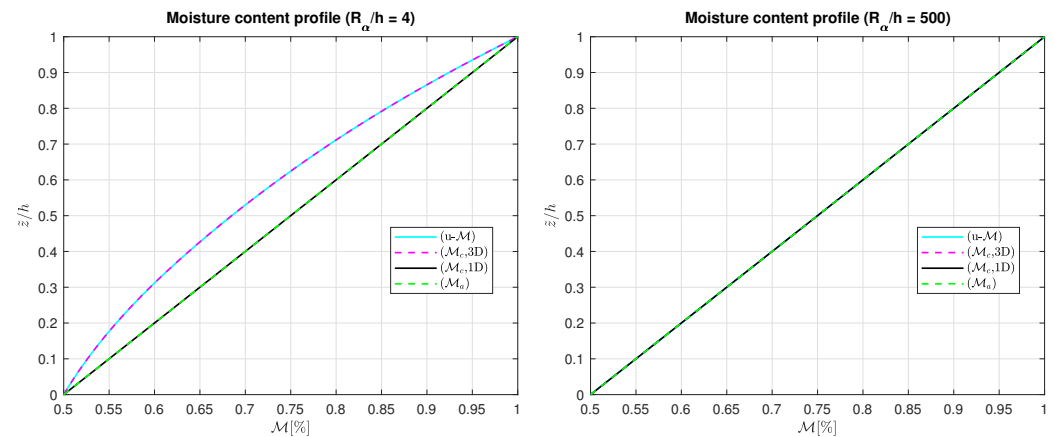 Moisture content profile (R_α/h = 4)
1
0.9
0.8
0.7
0.6
0.5
0.4
0.3
0.2
0.1
0
z̃/h
(u-ℳ)
(ℳ_c,3D)
(ℳ_c,1D)
(ℳ_a)
0.5 0.55 0.6 0.65 0.7 0.75 0.8 0.85 0.9 0.95 1
ℳ[%]
Moisture content profile (R_α/h = 500)
1
0.9
0.8
0.7
0.6
0.5
0.4
0.3
0.2
0.1
0
z̃/h
(u-ℳ)
(ℳ_c,3D)
(ℳ_c,1D)
(ℳ_a)
0.5 0.55 0.6 0.65 0.7 0.75 0.8 0.85 0.9 0.95 1
ℳ[%]